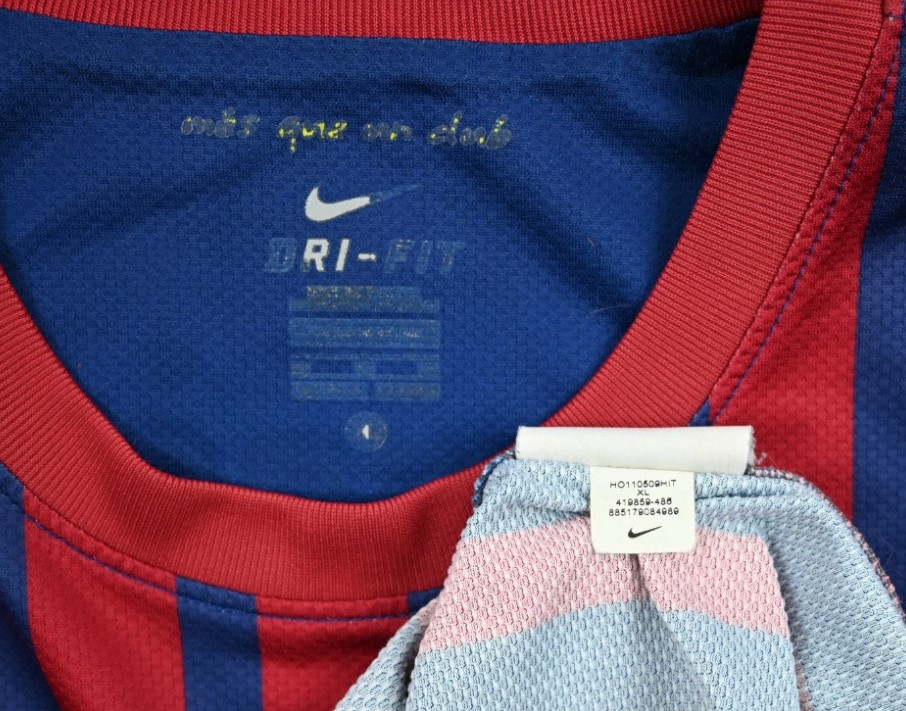 més que un club
DRI-FIT
HO110509HIT
XL
419859-486
885179084989